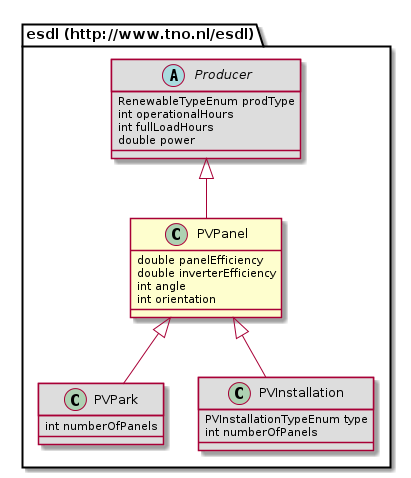 esdl (http://www.tno.nl/esdl)
A Producer
RenewableTypeEnum prodType
int operationalHours
int fullLoadHours
double power
C PVPanel
double panelEfficiency
double inverterEfficiency
int angle
int orientation
C PVPark
int numberOfPanels
C PVInstallation
PVInstallationTypeEnum type
int numberOfPanels